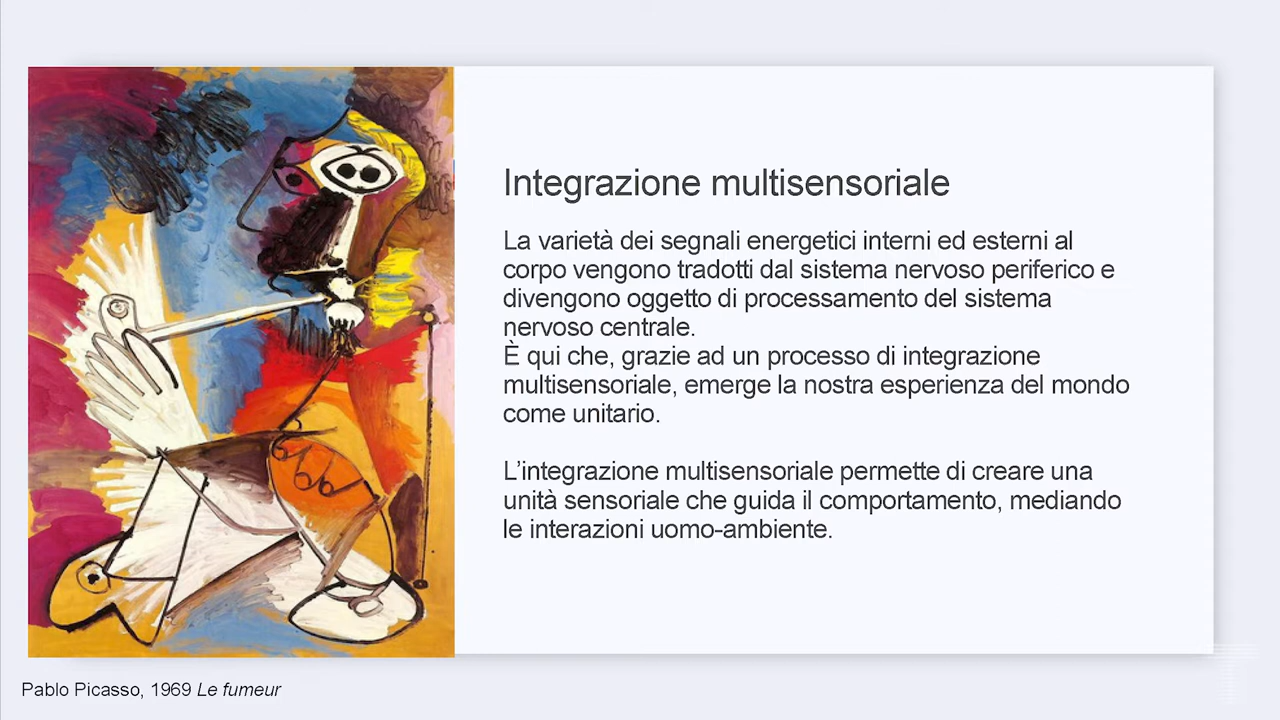 Integrazione multisensoriale
La varietà dei segnali energetici interni ed esterni al
corpo vengono tradotti dal sistema nervoso periferico e
divengono oggetto di processamento del sistema
nervoso centrale.
È qui che, grazie ad un processo di integrazione
multisensoriale, emerge la nostra esperienza del mondo
come unitario.
L’integrazione multisensoriale permette di creare una
unità sensoriale che guida il comportamento, mediando
le interazioni uomo-ambiente.
Pablo Picasso, 1969 Le fumeur